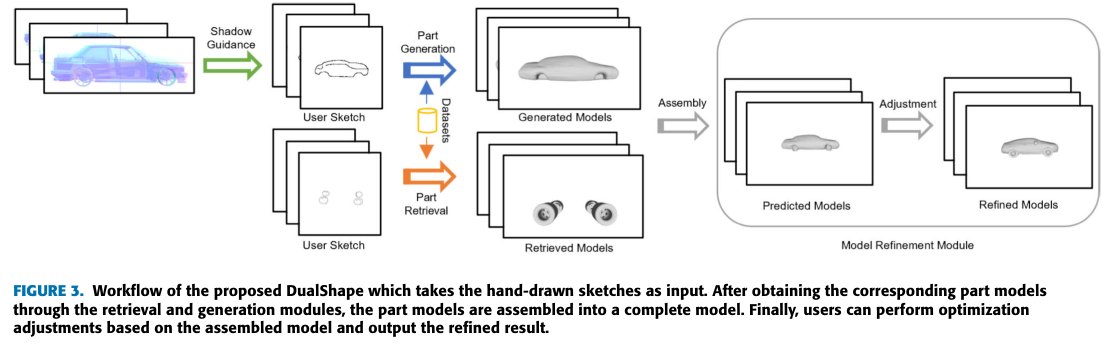 Shadow
Guidance
User Sketch
Part
Generation
Datasets
Generated Models
User Sketch
Part
Retrieval
Retrieved Models
Assembly
Predicted Models
Adjustment
Refined Models
Model Refinement Module
FIGURE 3. Workflow of the proposed DualShape which takes the hand-drawn sketches as input. After obtaining the corresponding part models
through the retrieval and generation modules, the part models are assembled into a complete model. Finally, users can perform optimization
adjustments based on the assembled model and output the refined result.